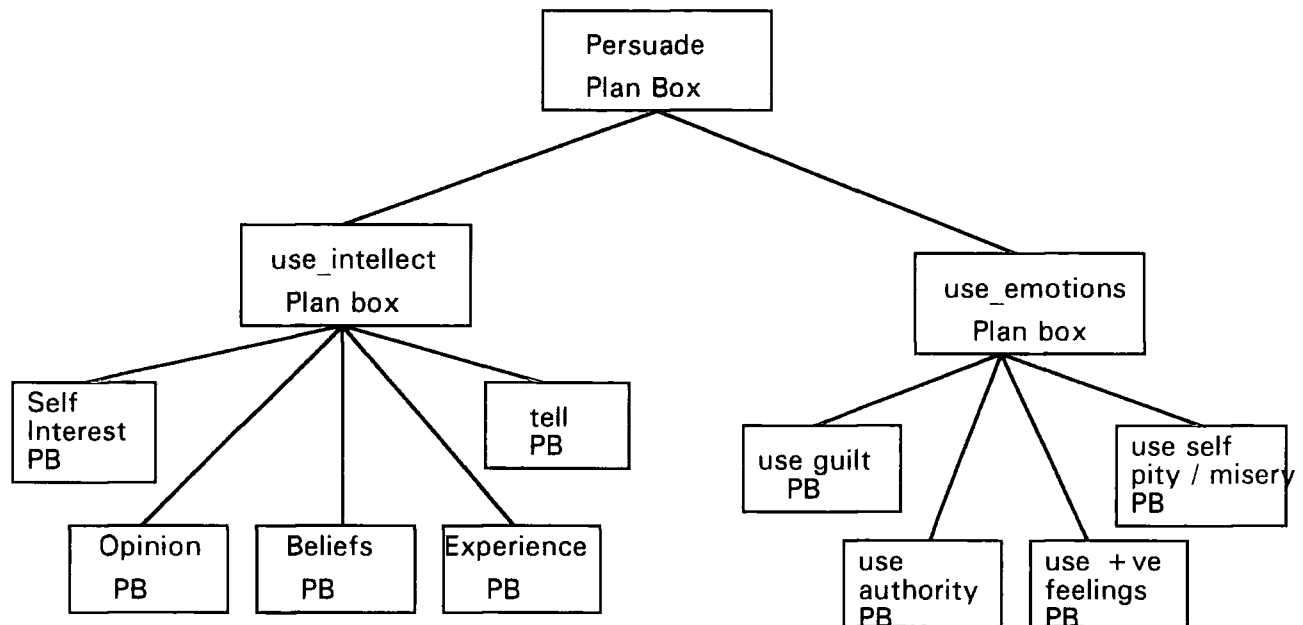 Persuade
Plan Box
use_intellect
Plan box
use_emotions
Plan box
Self
Interest
PB
tell
PB
Opinion
PB
Beliefs
PB
Experience
PB
use guilt
PB
use self
pity / misery
PB
use
authority
PB
use +ve
feelings
PB